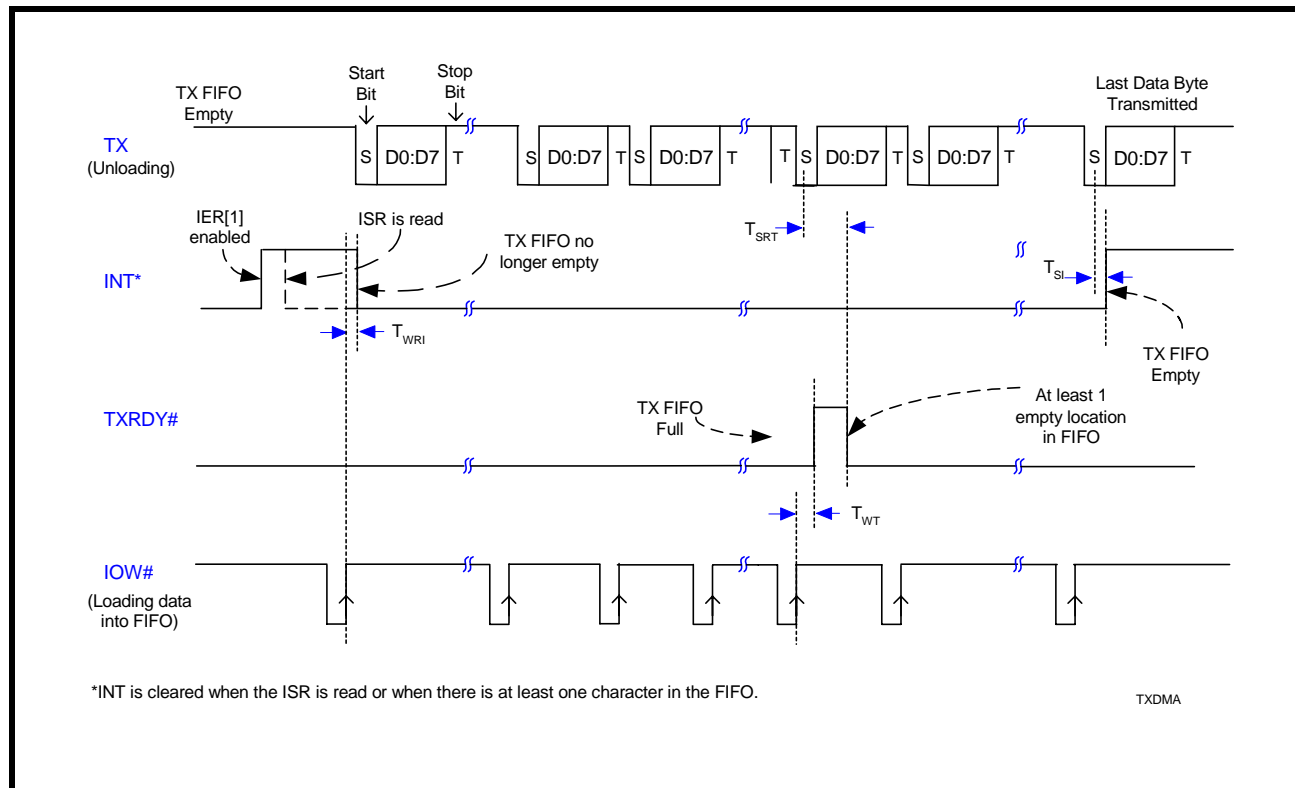 TX FIFO
Empty
Start
Bit
Stop
Bit
Last Data Byte
Transmitted
TX
(Unloading)
S D0:D7 T
S D0:D7 T S D0:D7 T
T S D0:D7 T S D0:D7 T
S D0:D7 T
IER[1]
enabled
ISR is read
TX FIFO no
longer empty
INT*
TWRI
TSRT
TSI
TX FIFO
Empty
TXRDY#
TX FIFO
Full
At least 1
empty location
in FIFO
TWT
IOW#
(Loading data
into FIFO)
*INT is cleared when the ISR is read or when there is at least one character in the FIFO.
TXDMA